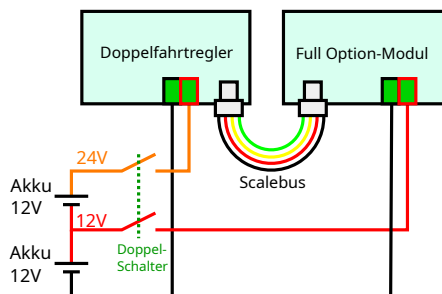 Doppelfahrtregler
Full Option-Modul
24V
Scalebus
Akku
12V
12V
Doppel-
Schalter
Akku
12V